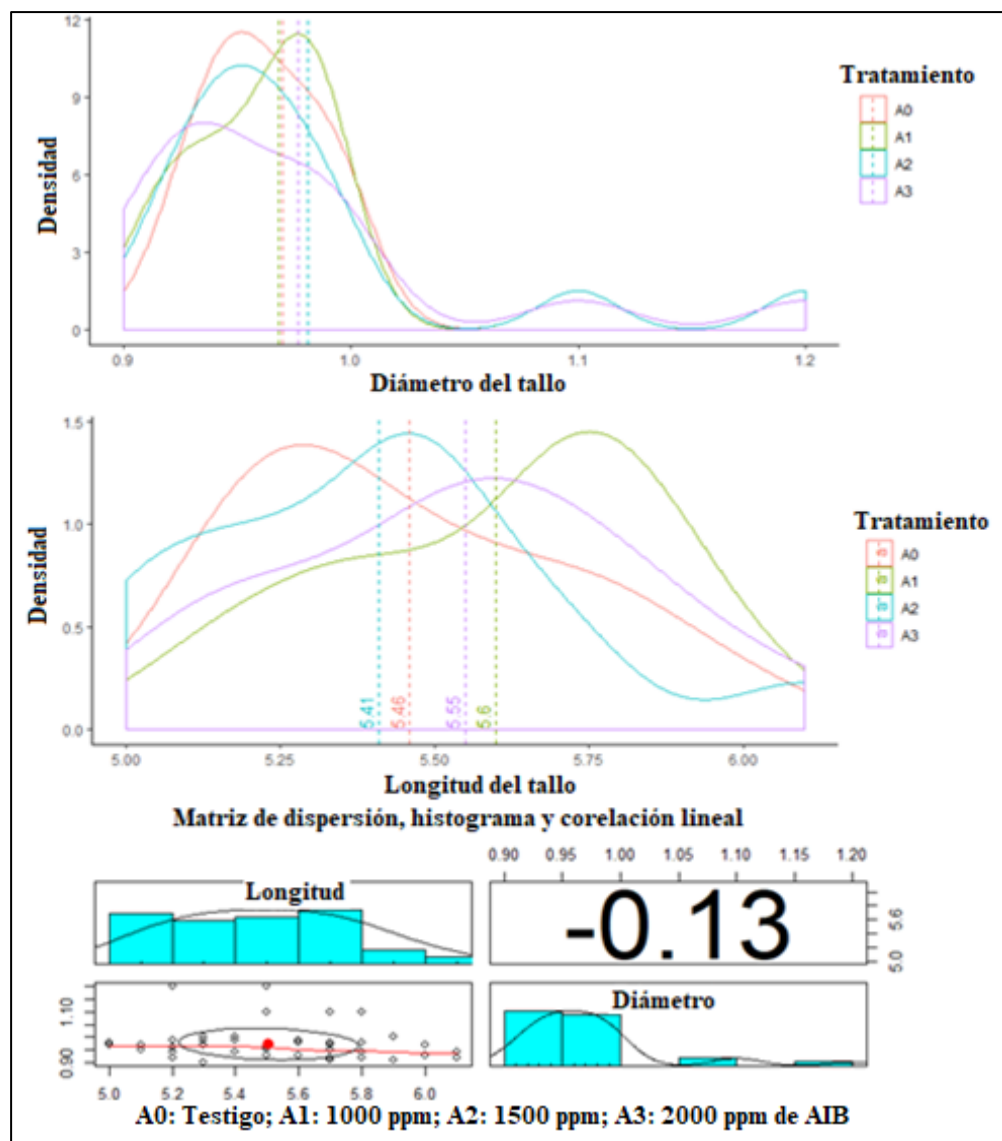 12
9
6
3
0
Densidad
0.9 1.0 1.1 1.2
Diámetro del tallo
Tratamiento
A0
A1
A2
A3
1.5
1.0
0.5
0.0
Densidad
5.41
5.46
5.55
5.6
5.00 5.25 5.50 5.75 6.00
Longitud del tallo
Tratamiento
a A0
a A1
a A2
a A3
Matriz de dispersión, histograma y corelación lineal
0.90 0.95 1.00 1.05 1.10 1.15 1.20
Longitud
-0.13
5.0 5.6
0.90 1.10
Diámetro
5.0 5.2 5.4 5.6 5.8 6.0
A0: Testigo; A1: 1000 ppm; A2: 1500 ppm; A3: 2000 ppm de AIB